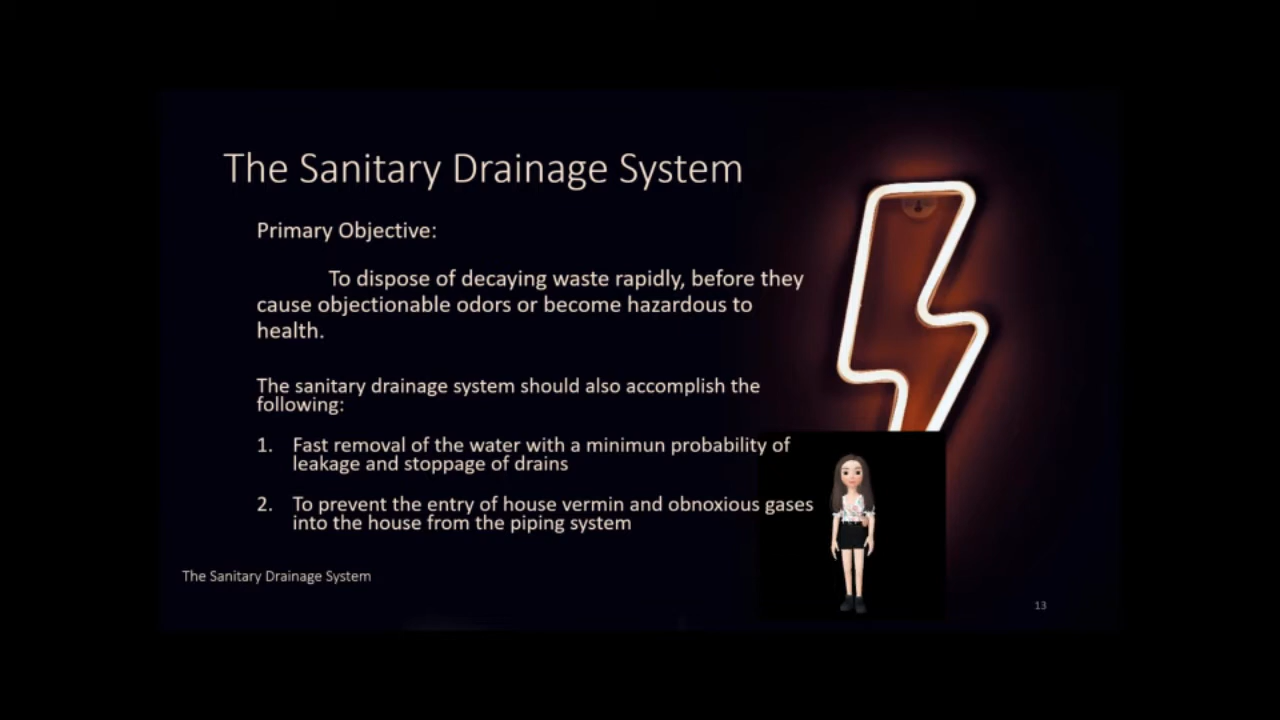 The Sanitary Drainage System
Primary Objective:
To dispose of decaying waste rapidly, before they
cause objectionable odors or become hazardous to
health.
The sanitary drainage system should also accomplish the
following:
1. Fast removal of the water with a minimun probability of
leakage and stoppage of drains
2. To prevent the entry of house vermin and obnoxious gases
into the house from the piping system
The Sanitary Drainage System
13